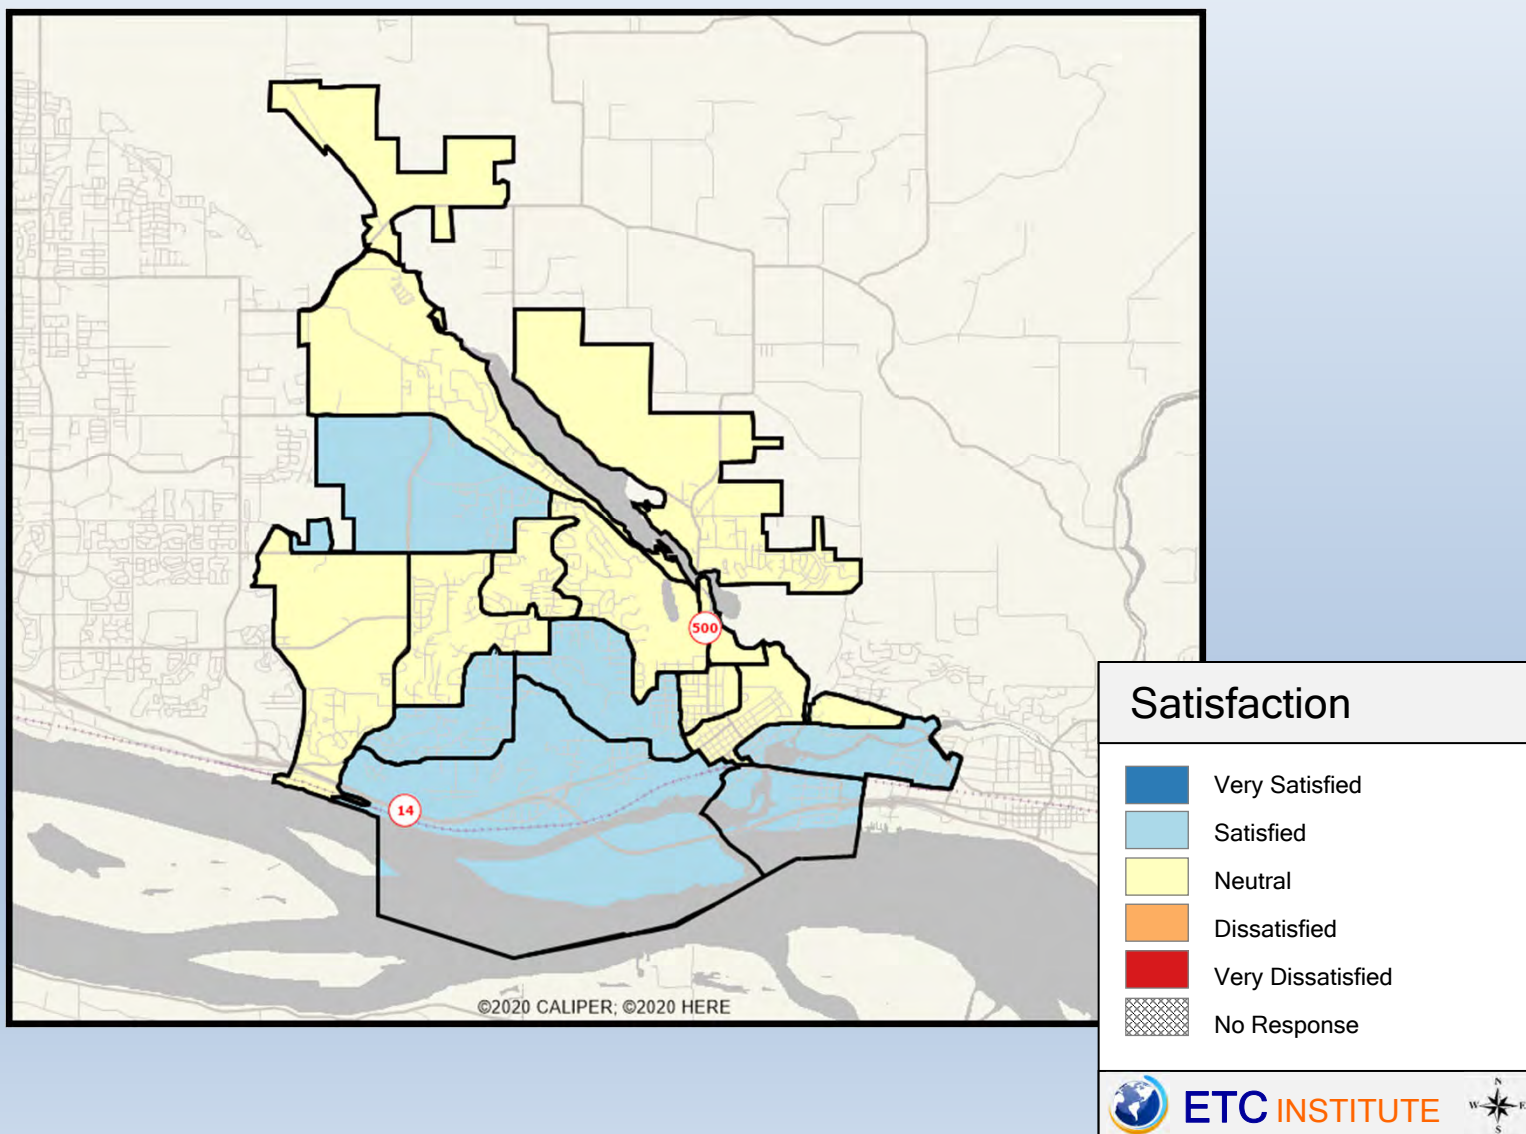 500
14
©2020 CALIPER; ©2020 HERE
Satisfaction
Very Satisfied
Satisfied
Neutral
Dissatisfied
Very Dissatisfied
No Response
ETC INSTITUTE
N
W E
S